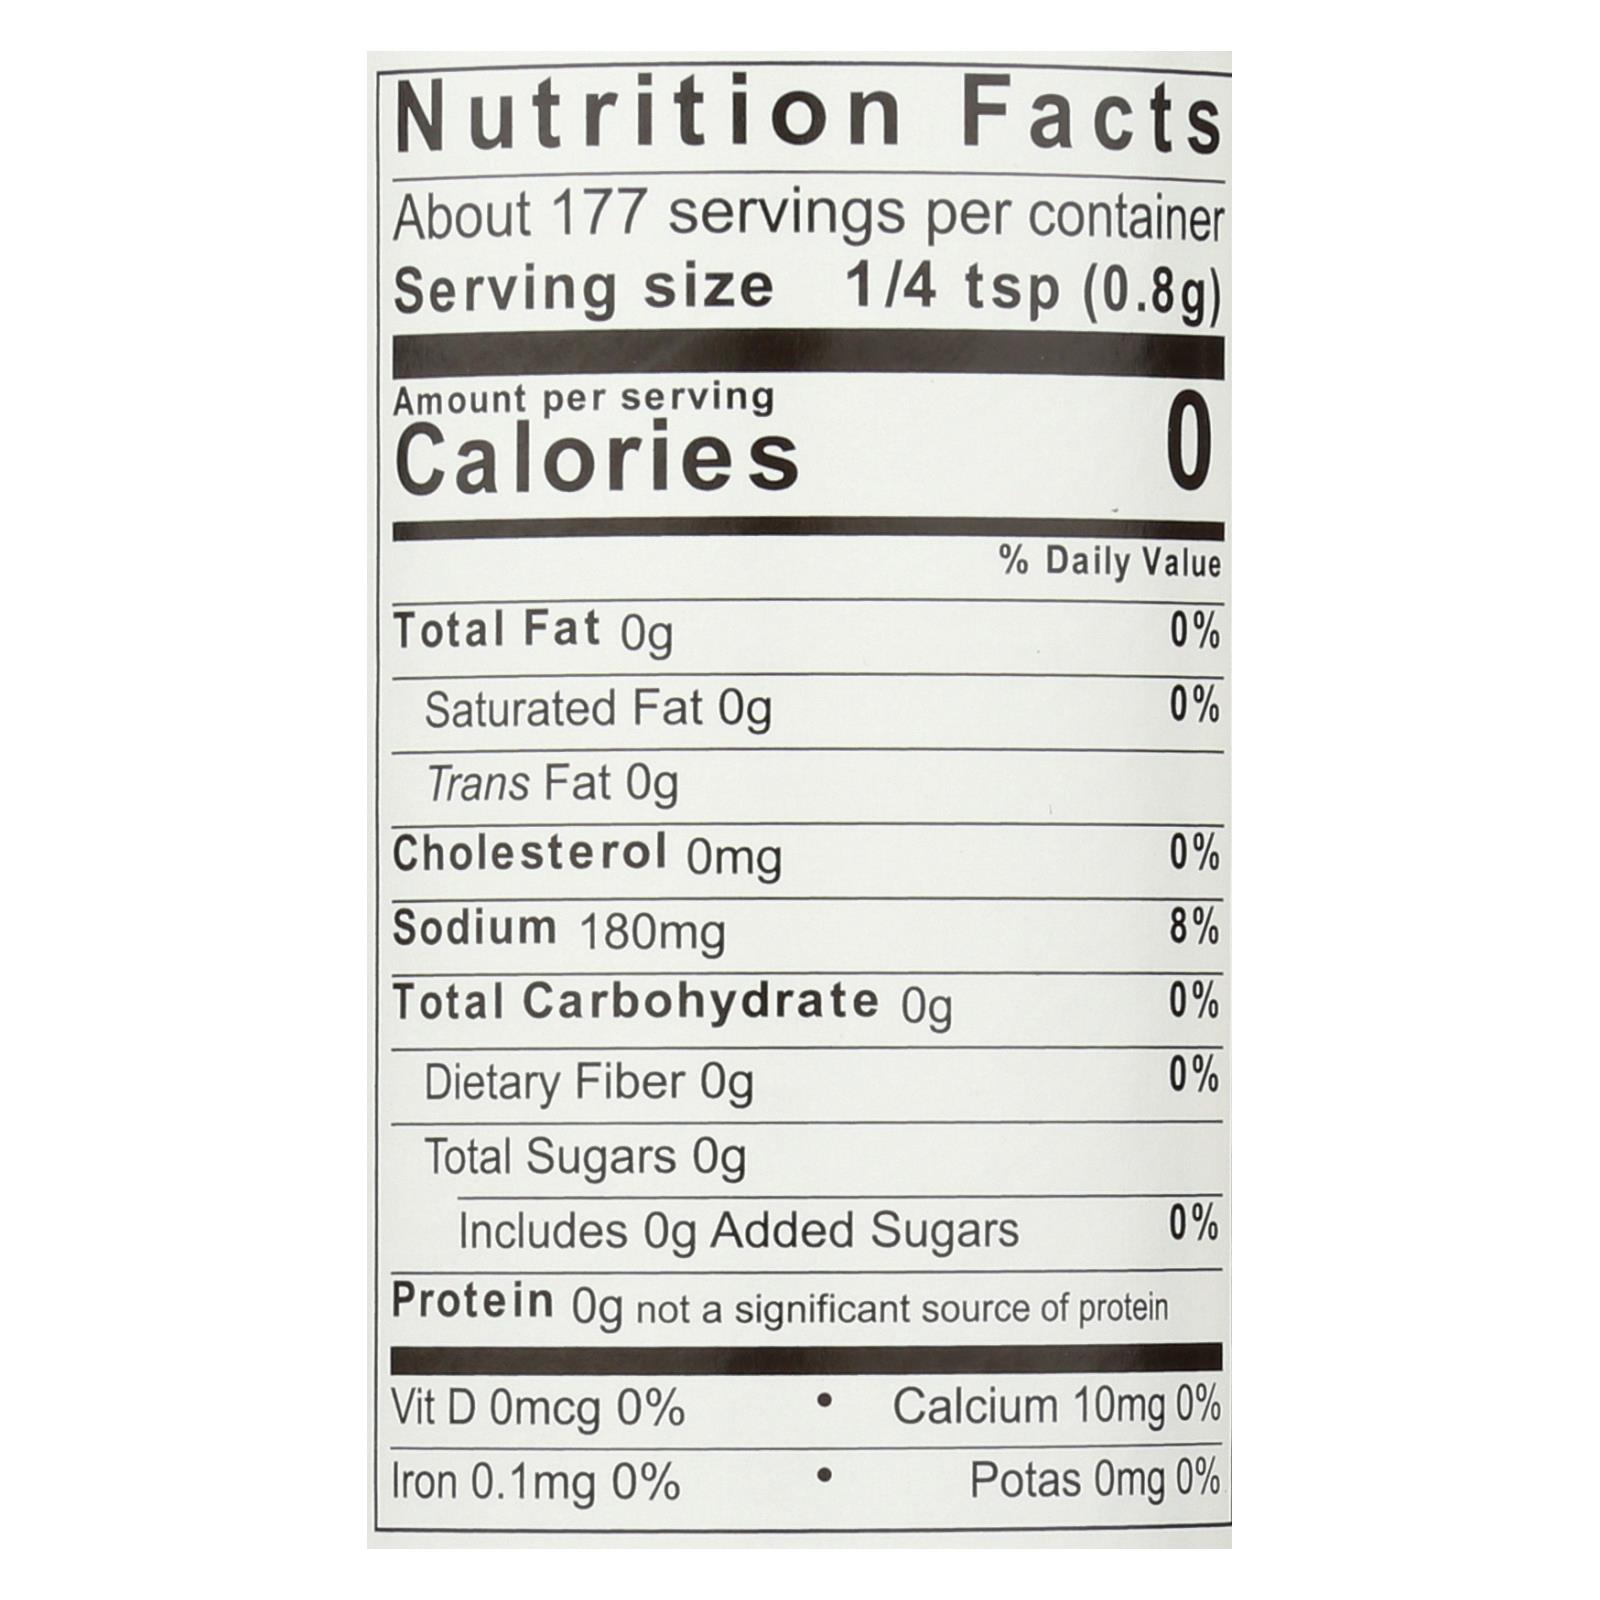 Nutrition Facts
About 177 servings per container
Serving size 1/4 tsp (0.8g)
Amount per serving
Calories 0
% Daily Value
Total Fat 0g 0%
Saturated Fat 0g 0%
Trans Fat 0g
Cholesterol 0mg 0%
Sodium 180mg 8%
Total Carbohydrate 0g 0%
Dietary Fiber 0g 0%
Total Sugars 0g
Includes 0g Added Sugars 0%
Protein 0g not a significant source of protein
Vit D 0mcg 0% • Calcium 10mg 0%
Iron 0.1mg 0% • Potas 0mg 0%